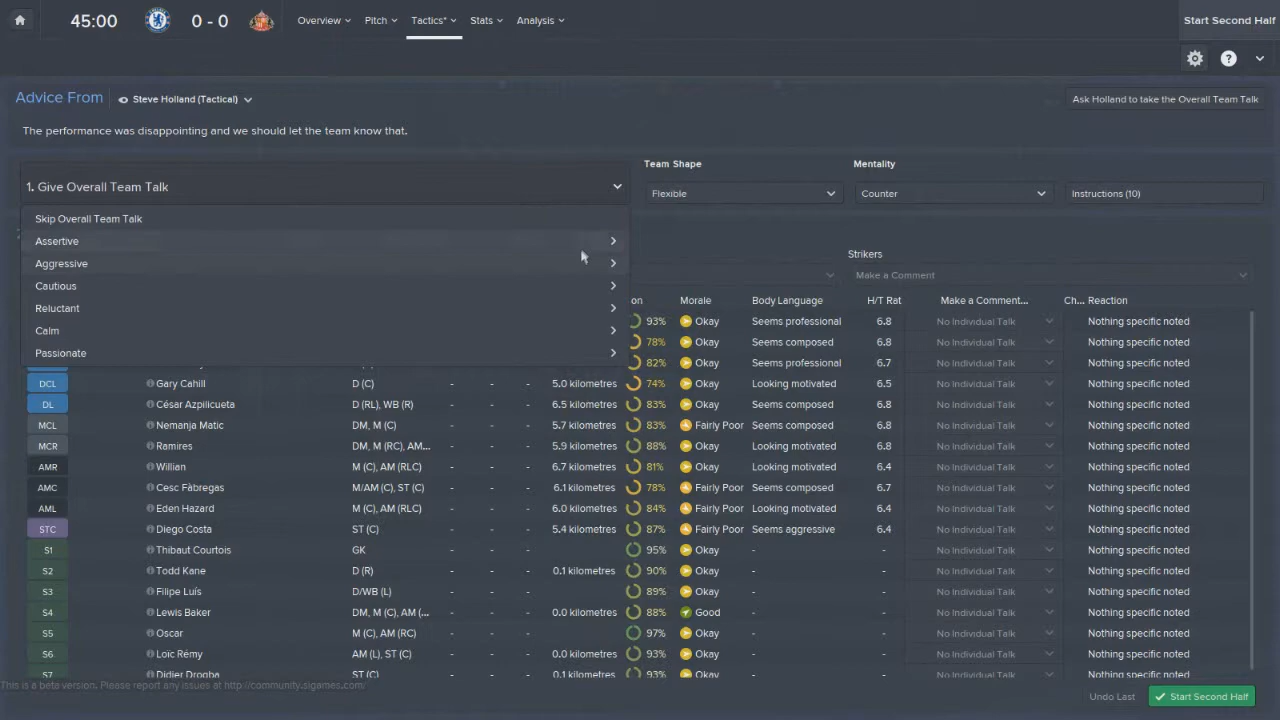 45:00 0 - 0 Overview Pitch Tactics* Stats Analysis Start Second Half
?
Advice From Steve Holland (Tactical) Ask Holland to take the Overall Team Talk
The performance was disappointing and we should let the team know that.
Team Shape Mentality
1. Give Overall Team Talk Flexible Counter Instructions (10)
Skip Overall Team Talk
Assertive
Aggressive
Cautious
Reluctant
Calm
Passionate
Strikers
Make a Comment
on Morale Body Language H/T Rat Make a Comment... Ch... Reaction
93% Okay Seems professional 6.8 No Individual Talk Nothing specific noted
78% Okay Seems composed 6.8 No Individual Talk Nothing specific noted
82% Okay Seems professional 6.7 No Individual Talk Nothing specific noted
DCL Gary Cahill D (C) - - - 5.0 kilometres 74% Okay Looking motivated 6.5 No Individual Talk Nothing specific noted
DL César Azpilicueta D (RL), WB (R) - - - 6.5 kilometres 83% Okay Seems composed 6.8 No Individual Talk Nothing specific noted
MCL Nemanja Matic DM, M (C) - - - 5.7 kilometres 83% Fairly Poor Seems composed 6.8 No Individual Talk Nothing specific noted
MCR Ramires DM, M (RC), AM... - - - 5.9 kilometres 88% Okay Looking motivated 6.8 No Individual Talk Nothing specific noted
AMR Willian M (C), AM (RLC) - - - 6.7 kilometres 81% Okay Looking motivated 6.4 No Individual Talk Nothing specific noted
AMC Cesc Fàbregas M/AM (C), ST (C) - - - 6.1 kilometres 78% Fairly Poor Seems composed 6.7 No Individual Talk Nothing specific noted
AML Eden Hazard M (C), AM (RLC) - - - 6.0 kilometres 84% Fairly Poor Looking motivated 6.4 No Individual Talk Nothing specific noted
STC Diego Costa ST (C) - - - 5.4 kilometres 87% Fairly Poor Seems aggressive 6.4 No Individual Talk Nothing specific noted
S1 Thibaut Courtois GK - - - 95% Okay - - No Individual Talk Nothing specific noted
S2 Todd Kane D (R) - - - 0.1 kilometres 90% Okay - - No Individual Talk Nothing specific noted
S3 Filipe Luís D/WB (L) - - - 89% Okay - - No Individual Talk Nothing specific noted
S4 Lewis Baker DM, M (C), AM (... - - - 0.0 kilometres 88% Good - - No Individual Talk Nothing specific noted
S5 Oscar M (C), AM (RC) - - - 97% Okay - - No Individual Talk Nothing specific noted
S6 Loïc Rémy AM (L), ST (C) - - - 0.0 kilometres 93% Okay - - No Individual Talk Nothing specific noted
S7 Didier Drogba ST (C) - - - 0.1 kilometres 93% Okay - - No Individual Talk Nothing specific noted
This is a beta version. Please report any issues at http://community.sigames.com/
Undo Last Start Second Half